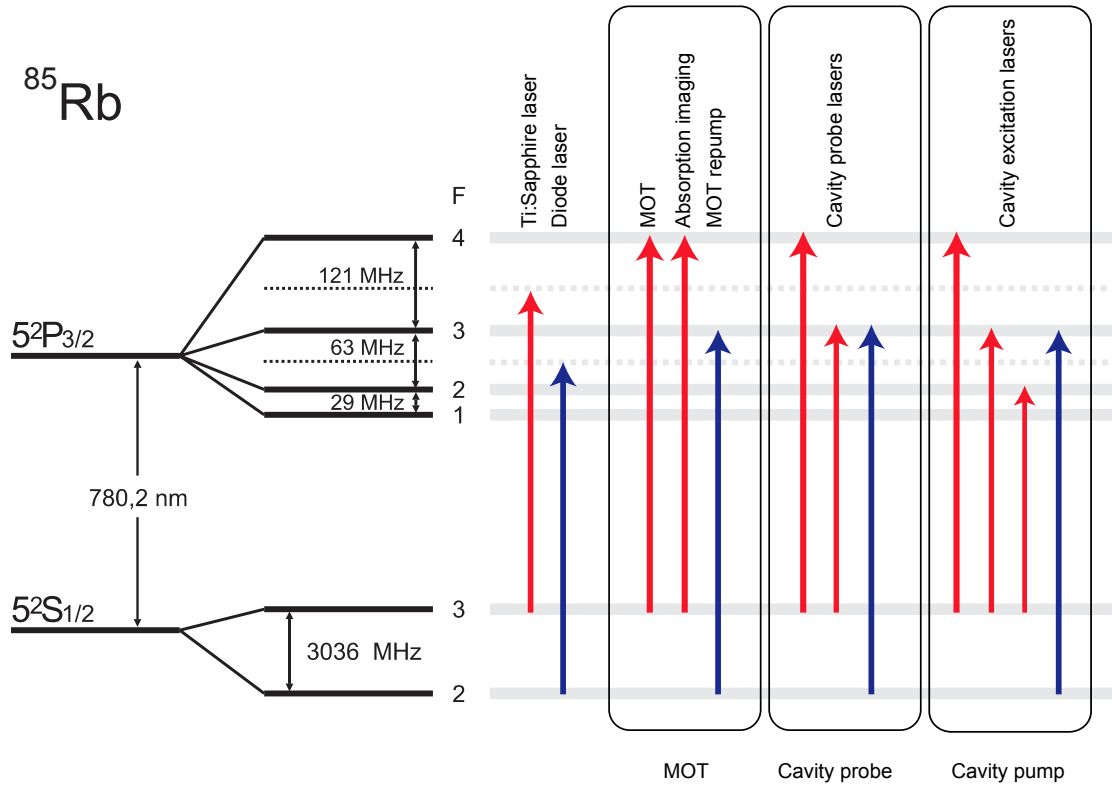 ⁸⁵Rb
F
4
121 MHz
5²P3/2
3
63 MHz
2
29 MHz
1
780,2 nm
5²S1/2
3
3036 MHz
2
Ti:Sapphire laser
Diode laser
MOT
Absorption imaging
MOT repump
Cavity probe lasers
Cavity excitation lasers
MOT
Cavity probe
Cavity pump